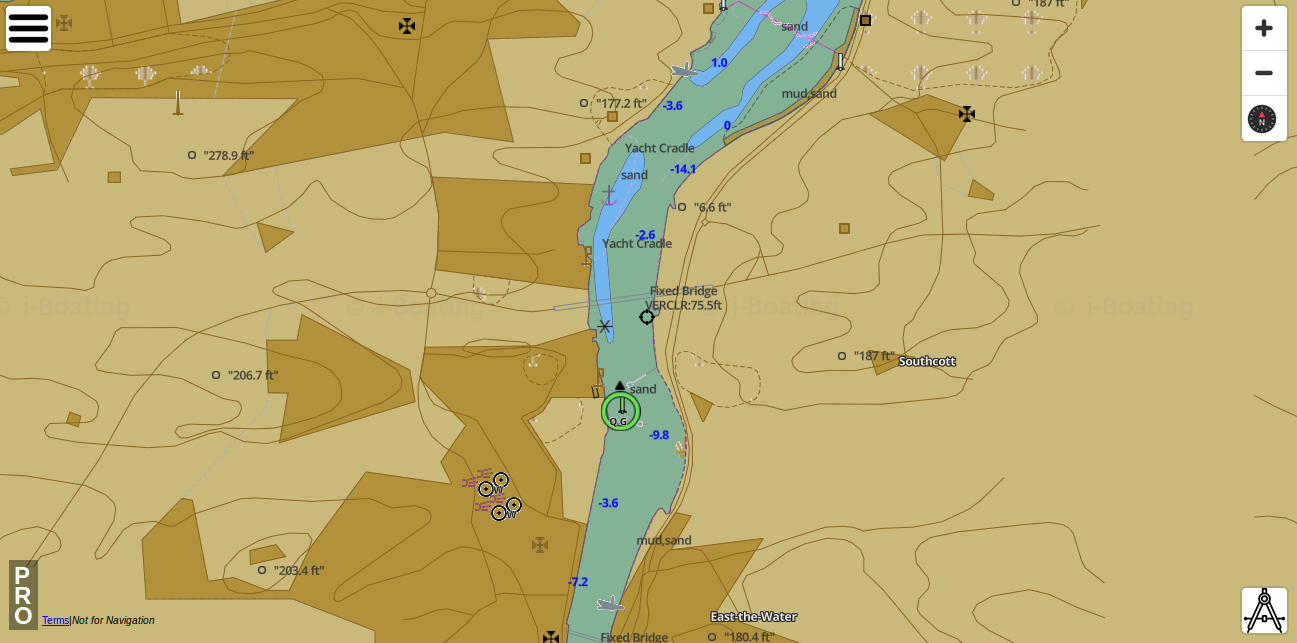 "187 ft"
sand
1.0
mud,sand
"177.2 ft"
-3.6
0
Yacht Cradle
"278.9 ft"
-14.1
sand
"6.6 ft"
-2.6
Yacht Cradle
Fixed Bridge
VERCLR:75.5ft
© i-Boating
© i-Boating
i-Boating
© i-Boating
"187 ft"
Southcott
"206.7 ft"
sand
Q.G
-9.8
W
-3.6
W
mud,sand
"203.4 ft"
-7.2
East-the-Water
Fixed Bridge
"180.4 ft"
PRO
Terms|Not for Navigation
N